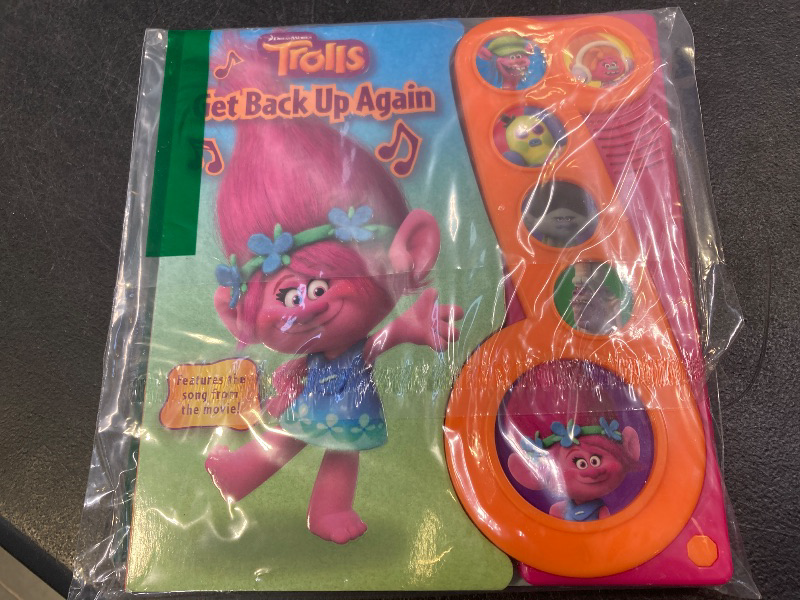 DREAMWORKS
Trolls
Get Back Up Again
Features the
song from
the movie!